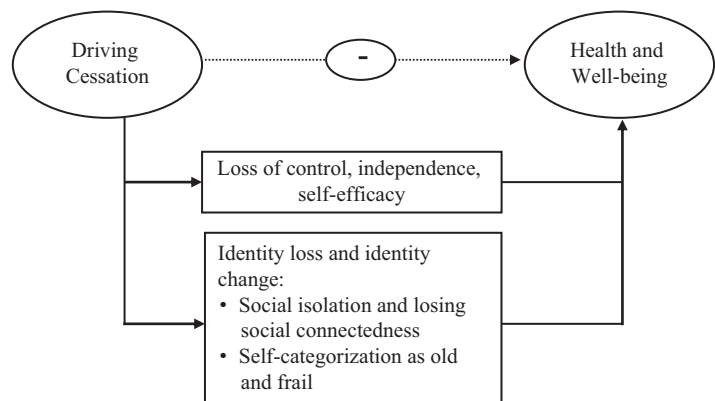 Driving
Cessation
-
Health and
Well-being
Loss of control, independence,
self-efficacy
Identity loss and identity
change:
• Social isolation and losing
social connectedness
• Self-categorization as old
and frail